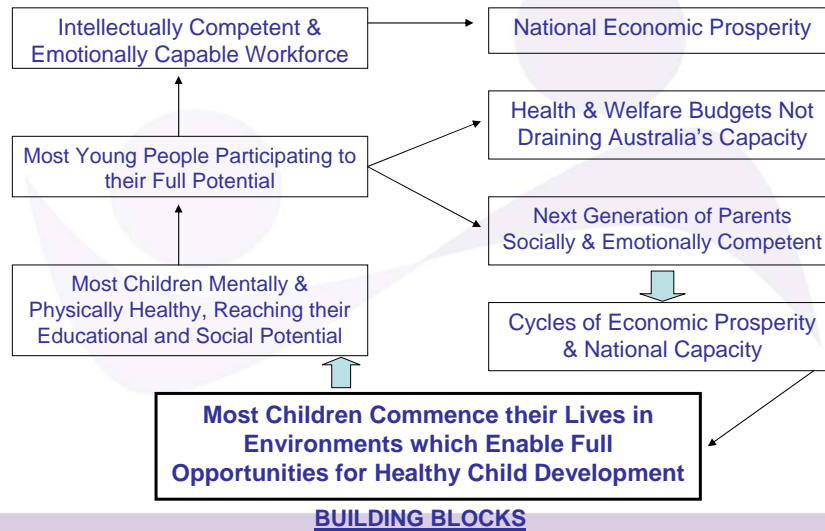 Intellectually Competent &
Emotionally Capable Workforce
National Economic Prosperity
Most Young People Participating to
their Full Potential
Health & Welfare Budgets Not
Draining Australia's Capacity
Next Generation of Parents
Socially & Emotionally Competent
Most Children Mentally &
Physically Healthy, Reaching their
Educational and Social Potential
Cycles of Economic Prosperity
& National Capacity
Most Children Commence their Lives in
Environments which Enable Full
Opportunities for Healthy Child Development
BUILDING BLOCKS